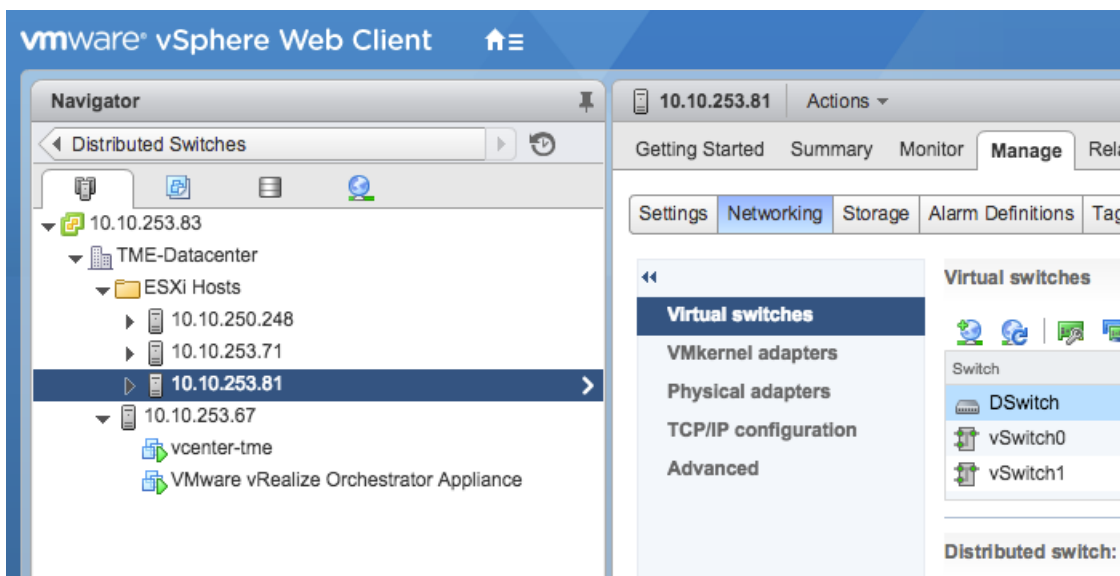 vmware® vSphere Web Client
Navigator
Distributed Switches
10.10.253.83
TME-Datacenter
ESXi Hosts
10.10.250.248
10.10.253.71
10.10.253.81
10.10.253.67
vcenter-tme
VMware vRealize Orchestrator Appliance
10.10.253.81 Actions
Getting Started Summary Monitor Manage Rela
Settings Networking Storage Alarm Definitions Tag
Virtual switches
VMkernel adapters
Physical adapters
TCP/IP configuration
Advanced
Virtual switches
Switch
DSwitch
vSwitch0
vSwitch1
Distributed switch: